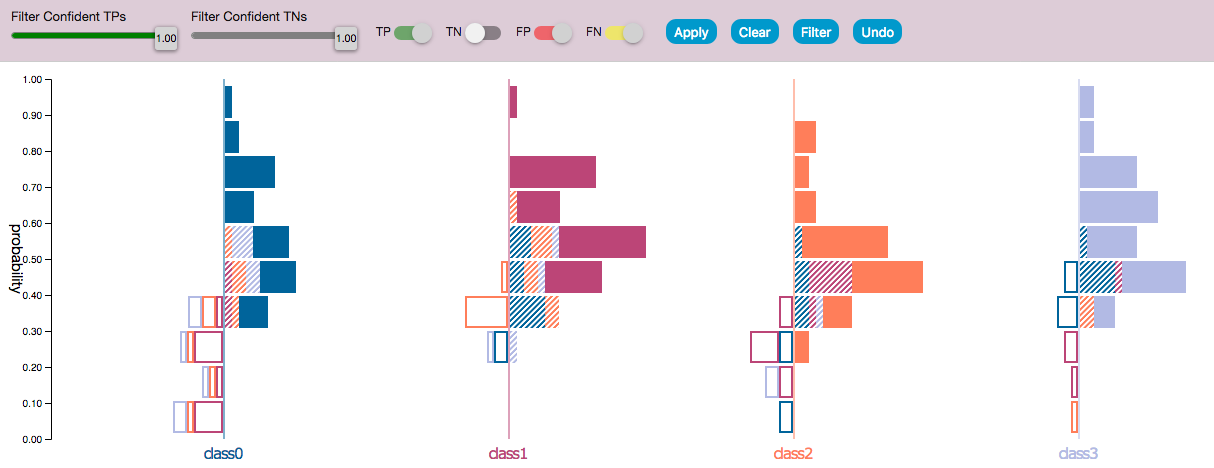 Filter Confident TPs
Filter Confident TNs
1.00
1.00
TP
TN
FP
FN
Apply
Clear
Filter
Undo
1.00
0.90
0.80
0.70
0.60
0.50
0.40
0.30
0.20
0.10
0.00
probability
class0
class1
class2
class3